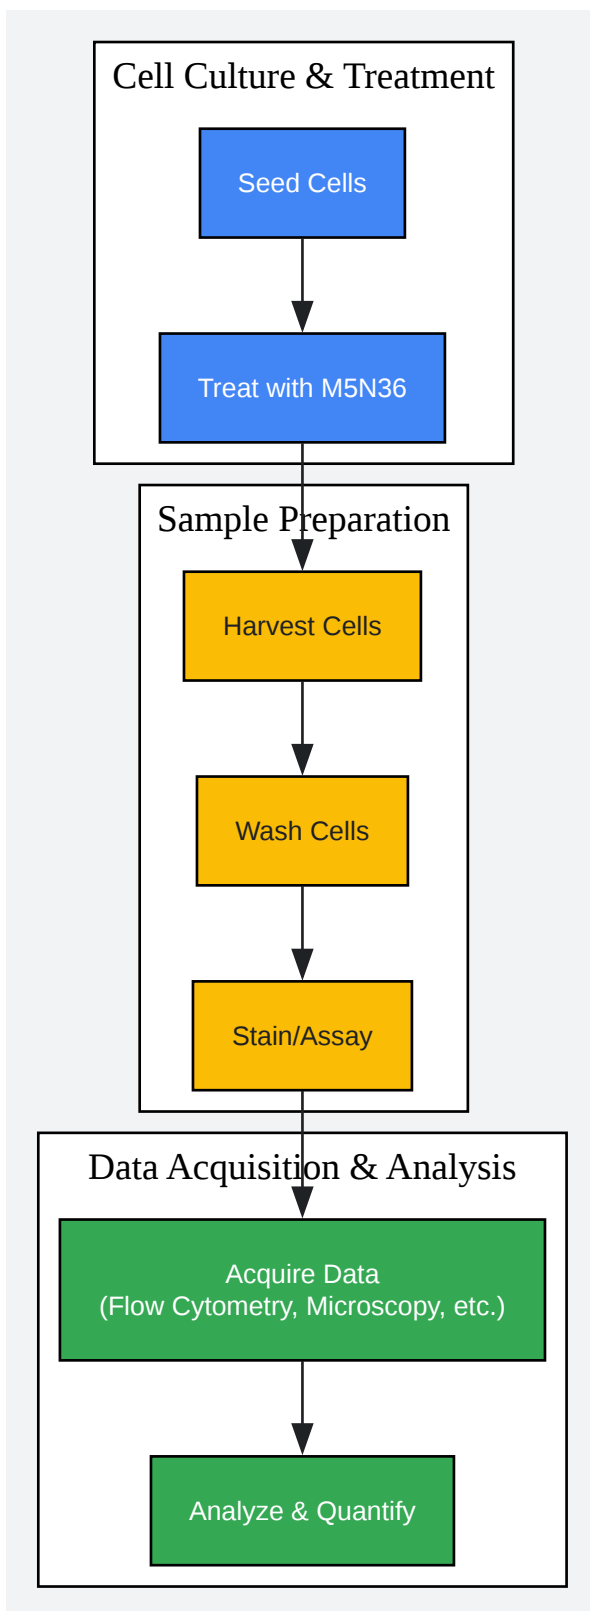 Cell Culture & Treatment
Seed Cells
Treat with M5N36
Sample Preparation
Harvest Cells
Wash Cells
Stain/Assay
Data Acquisition & Analysis
Acquire Data
(Flow Cytometry, Microscopy, etc.)
Analyze & Quantify